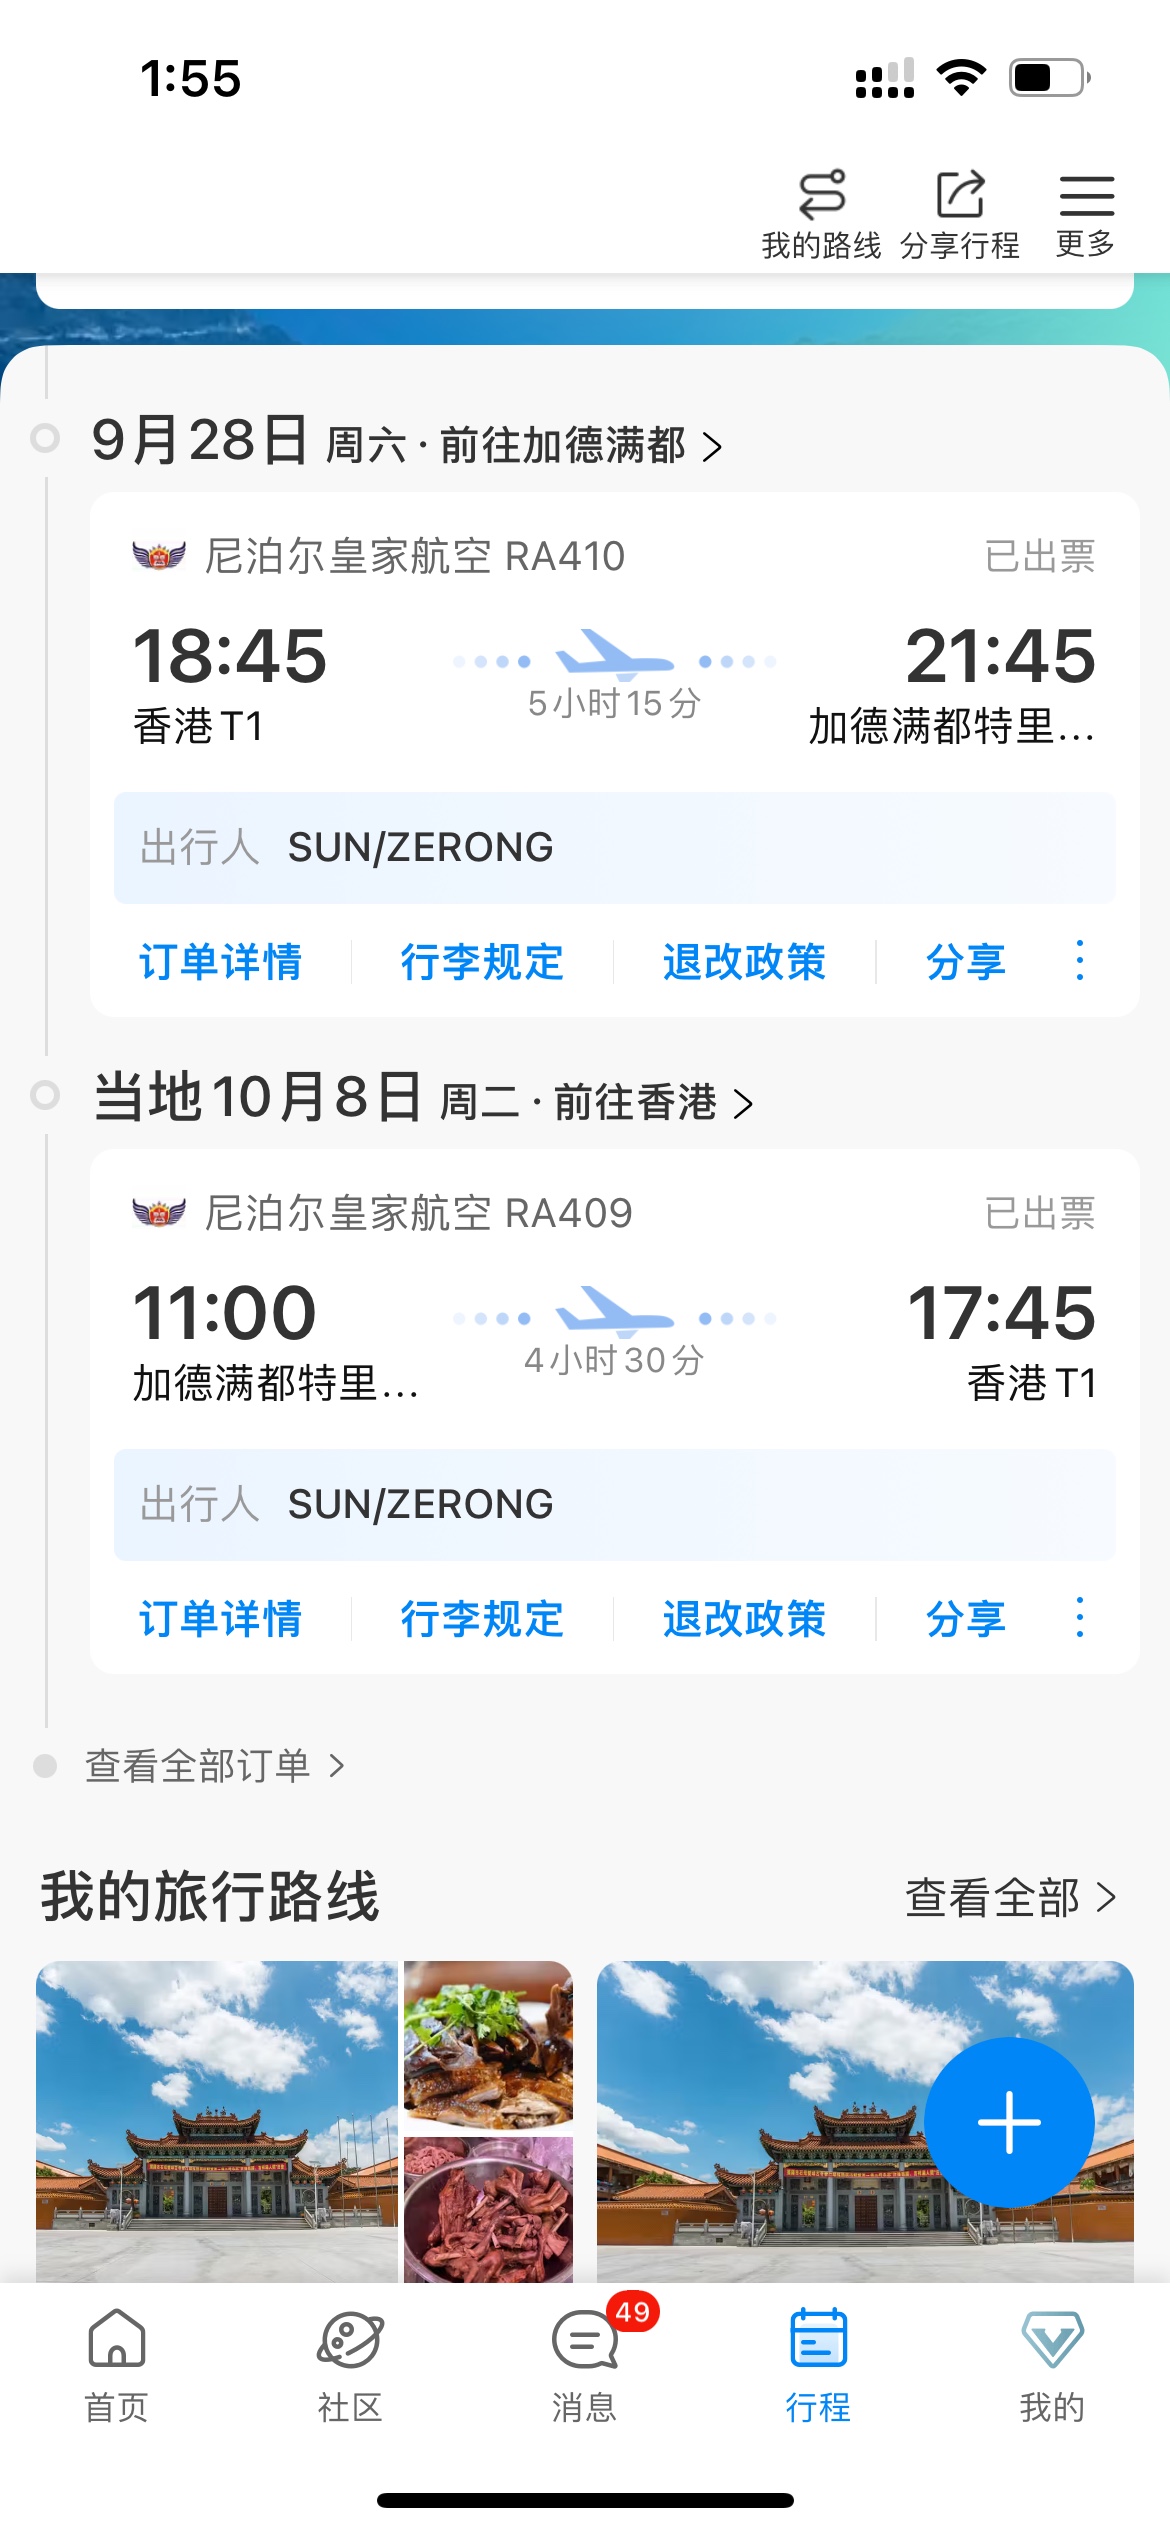 1:55
我的路线 分享行程 更多
9月28日 周六 · 前往加德满都 >
尼泊尔皇家航空 RA410 已出票
18:45 21:45
5小时15分
香港T1 加德满都特里...
出行人 SUN/ZERONG
订单详情 行李规定 退改政策 分享
当地10月8日 周二 · 前往香港 >
尼泊尔皇家航空 RA409 已出票
11:00 17:45
4小时30分
加德满都特里... 香港T1
出行人 SUN/ZERONG
订单详情 行李规定 退改政策 分享
查看全部订单 >
我的旅行路线 查看全部 >
49
首页 社区 消息 行程 我的